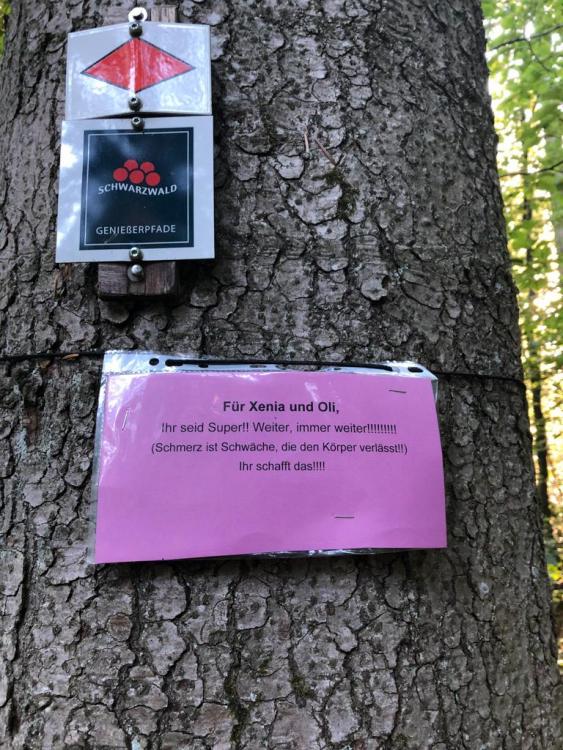 SCHWARZWALD
GENIEßERPFADE
Für Xenia und Oli,
Ihr seid Super!! Weiter, immer weiter!!!!!!!!!
(Schmerz ist Schwäche, die den Körper verlässt!!)
Ihr schafft das!!!!